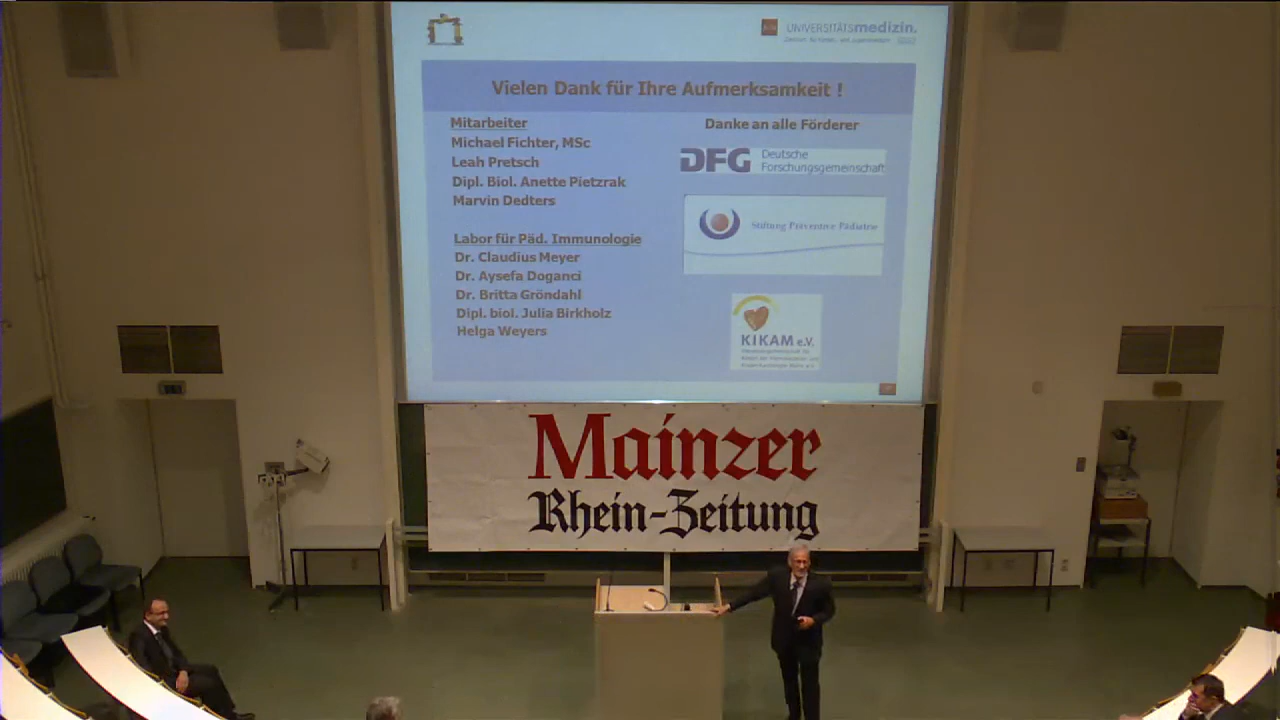 UNIVERSITÄTSmedizin.
Vielen Dank für Ihre Aufmerksamkeit !
Mitarbeiter
Michael Fichter, MSc
Leah Pretsch
Dipl. Biol. Anette Pietzrak
Marvin Dedters
Labor für Päd. Immunologie
Dr. Claudius Meyer
Dr. Aysefa Doganci
Dr. Britta Gröndahl
Dipl. biol. Julia Birkholz
Helga Weyers
Danke an alle Förderer
DFG
Deutsche
Forschungsgemeinschaft
Stiftung Präventive Pädiatrie
KIKAM e.V.
Mainzer
Rhein-Zeitung